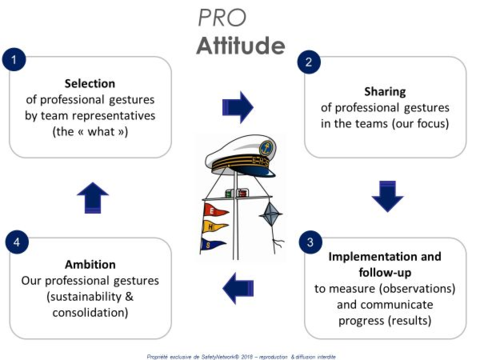 PRO
Attitude
1
Selection
of professional gestures
by team representatives
(the « what »)
2
Sharing
of professional gestures
in the teams (our focus)
3
Implementation and
follow-up
to measure (observations)
and communicate
progress (results)
4
Ambition
Our professional gestures
(sustainability &
consolidation)
Propriété exclusive de SafetyNetwork® 2019 – reproduction & diffusion interdite